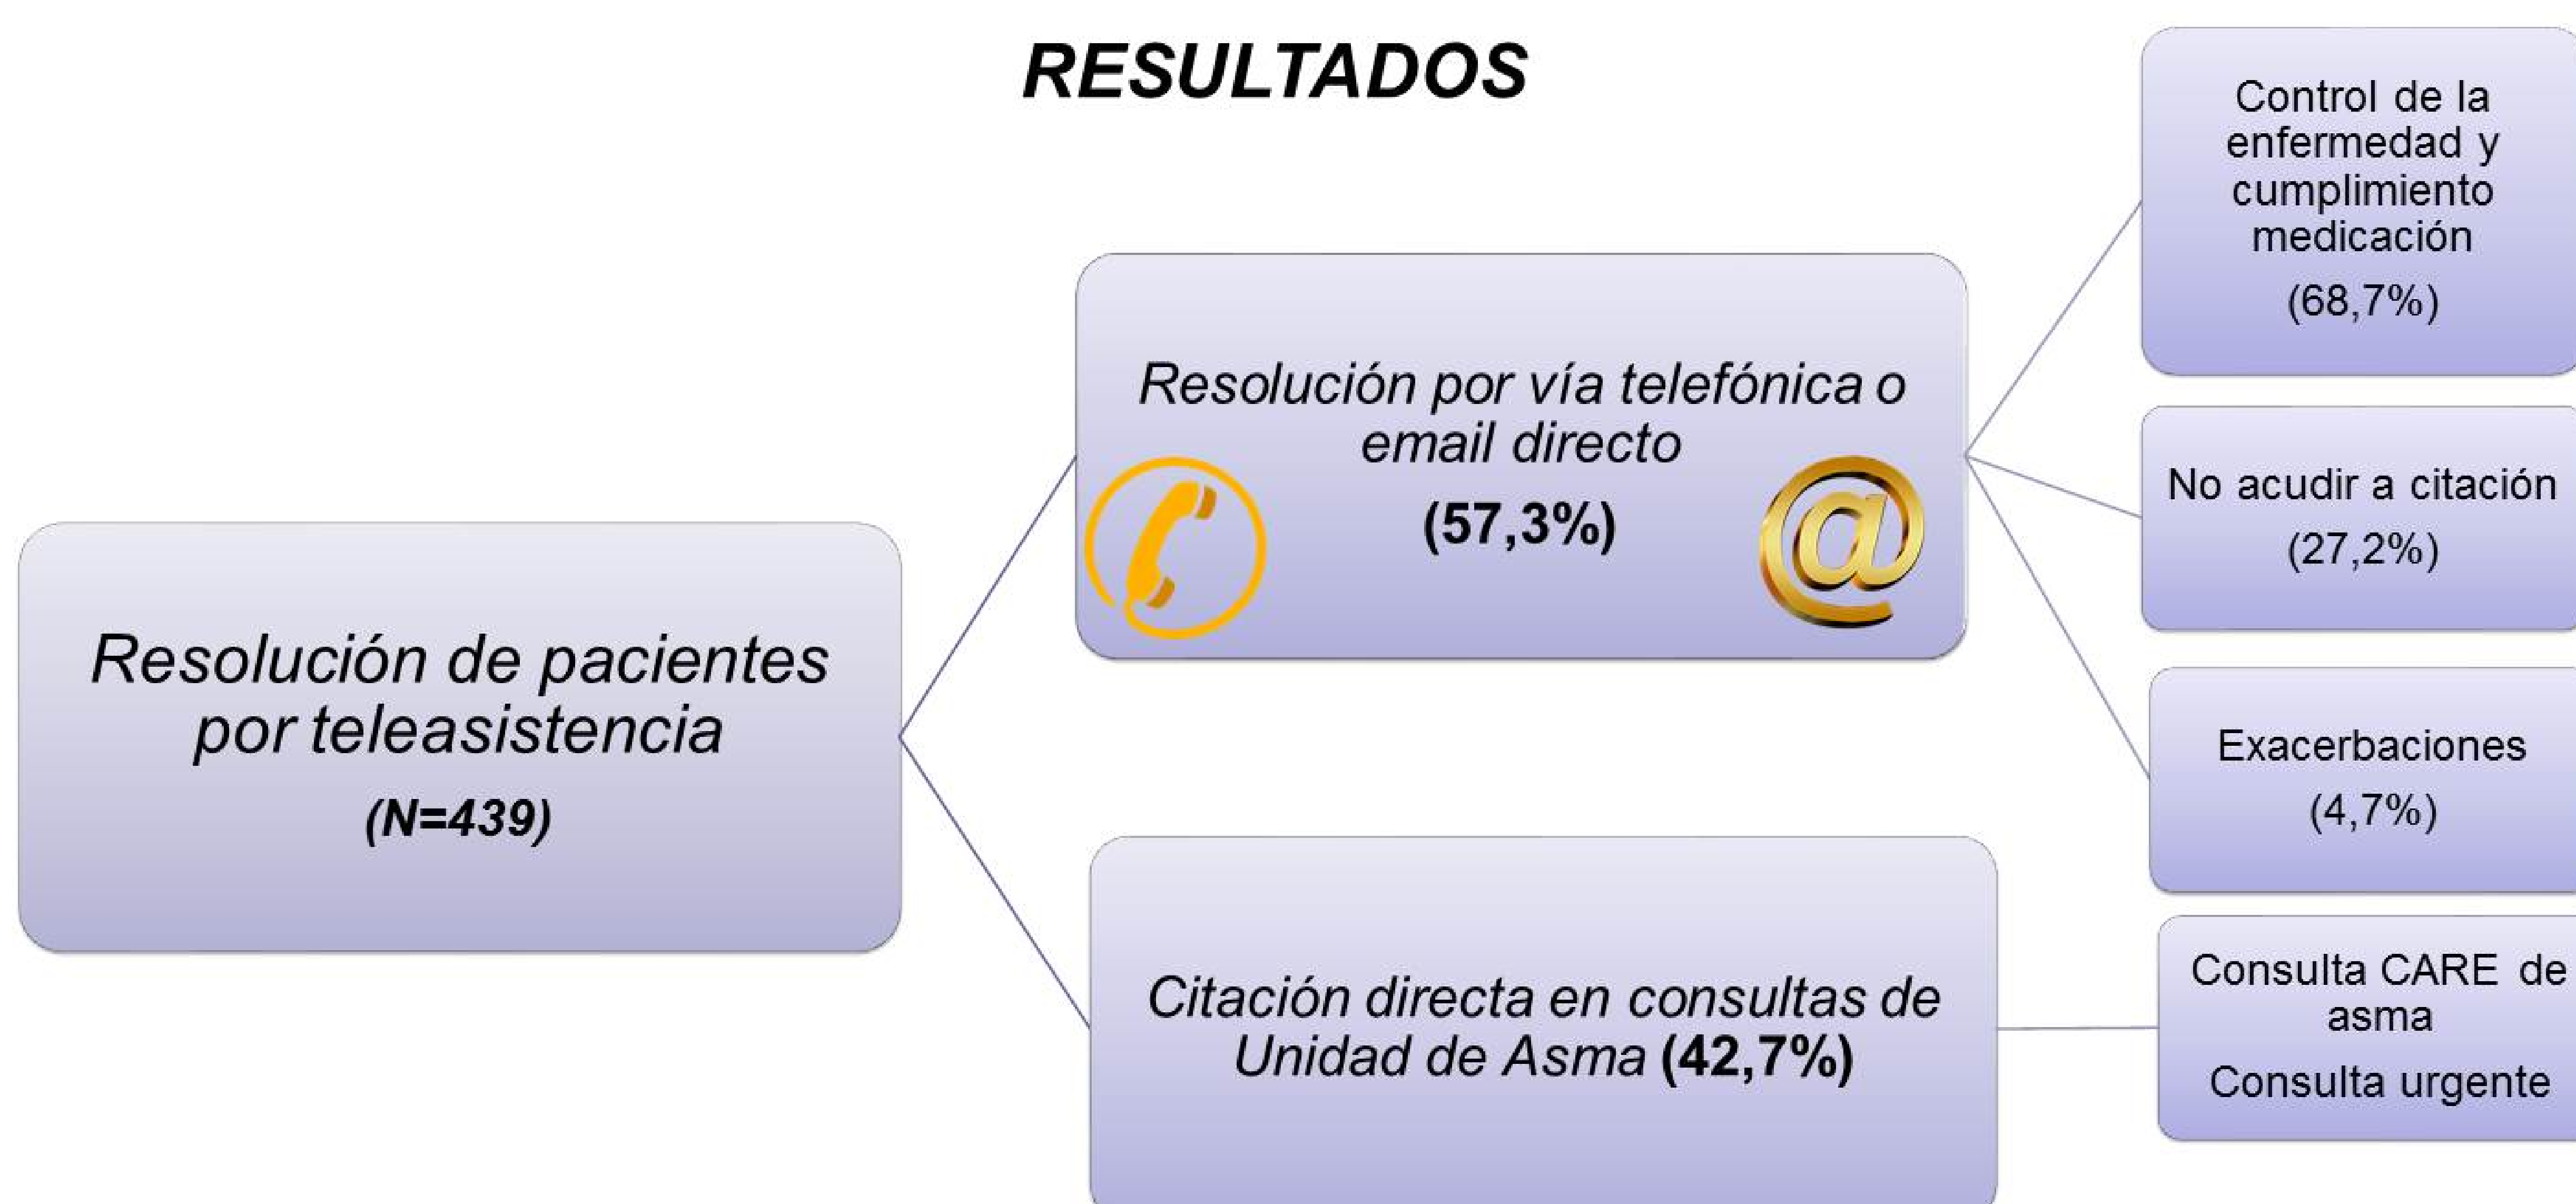 RESULTADOS
Resolución de pacientes
por teleasistencia
(N=439)
Resolución por vía telefónica o
email directo
(57,3%)
@
Citación directa en consultas de
Unidad de Asma (42,7%)
Control de la
enfermedad y
cumplimiento
medicación
(68,7%)
No acudir a citación
(27,2%)
Exacerbaciones
(4,7%)
Consulta CARE de
asma
Consulta urgente